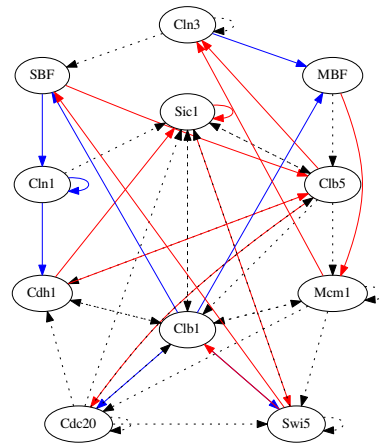 Cln3
SBF
MBF
Sic1
Cln1
Clb5
Cdh1
Mcm1
Clb1
Cdc20
Swi5